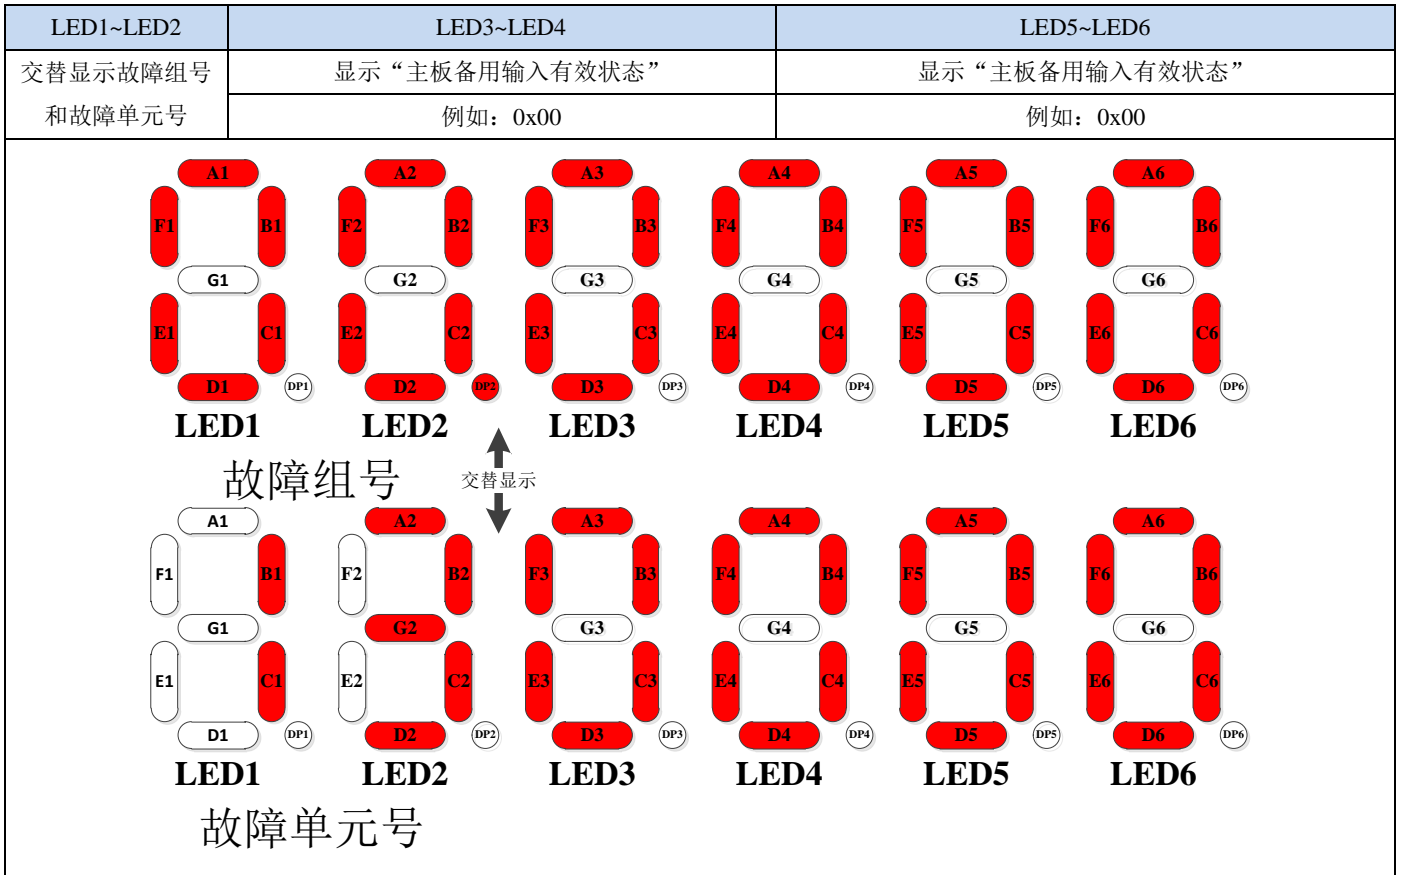 LED1~LED2 LED3~LED4 LED5~LED6
交替显示故障组号 显示“主板备用输入有效状态” 显示“主板备用输入有效状态”
和故障单元号 例如：0x00 例如：0x00
A1 A2 A3 A4 A5 A6
F1 B1 F2 B2 F3 B3 F4 B4 F5 B5 F6 B6
G1 G2 G3 G4 G5 G6
E1 C1 E2 C2 E3 C3 E4 C4 E5 C5 E6 C6
D1 DP1 D2 DP2 D3 DP3 D4 DP4 D5 DP5 D6 DP6
LED1 LED2 LED3 LED4 LED5 LED6
故障组号 交替显示
A1 A2 A3 A4 A5 A6
F1 B1 F2 B2 F3 B3 F4 B4 F5 B5 F6 B6
G1 G2 G3 G4 G5 G6
E1 C1 E2 C2 E3 C3 E4 C4 E5 C5 E6 C6
D1 DP1 D2 DP2 D3 DP3 D4 DP4 D5 DP5 D6 DP6
LED1 LED2 LED3 LED4 LED5 LED6
故障单元号